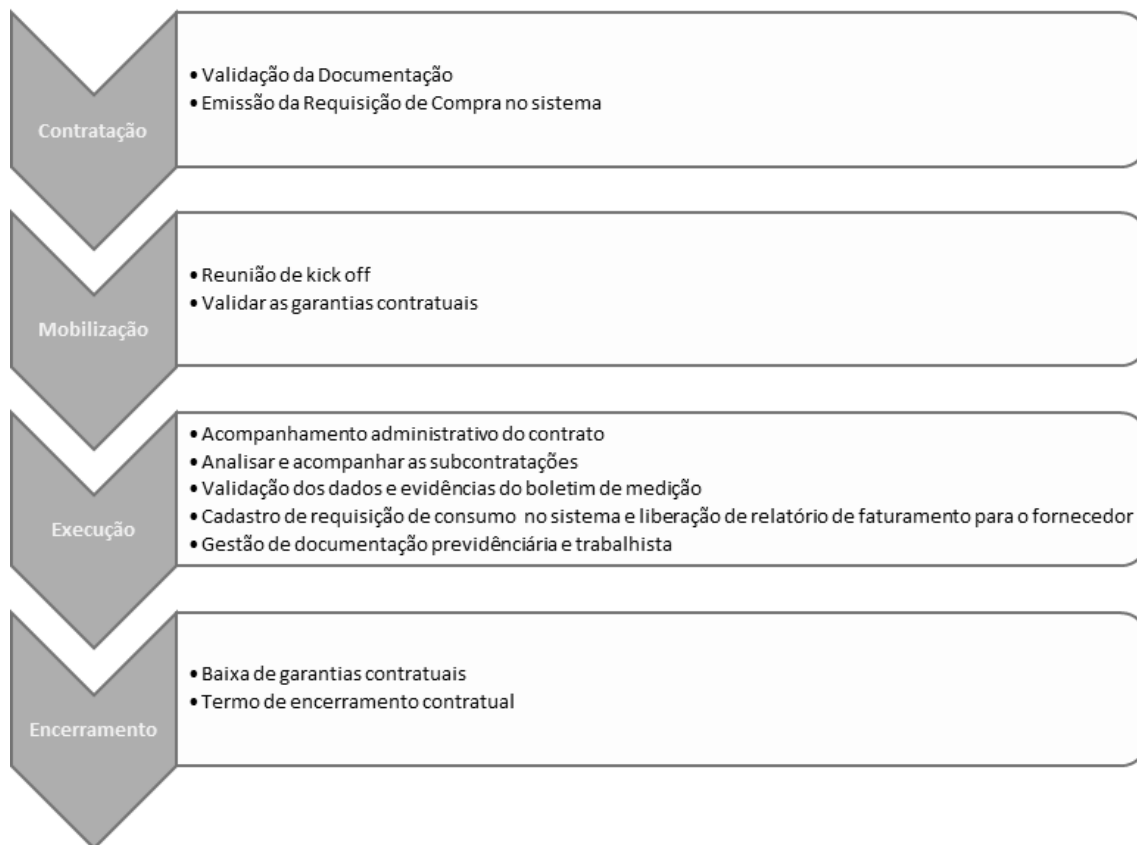 Contratação
• Validação da Documentação
• Emissão da Requisição de Compra no sistema
Mobilização
• Reunião de kick off
• Validar as garantias contratuais
Execução
• Acompanhamento administrativo do contrato
• Analisar e acompanhar as subcontratações
• Validação dos dados e evidências do boletim de medição
• Cadastro de requisição de consumo no sistema e liberação de relatório de faturamento para o fornecedor
• Gestão de documentação previdênciária e trabalhista
Encerramento
• Baixa de garantias contratuais
• Termo de encerramento contratual